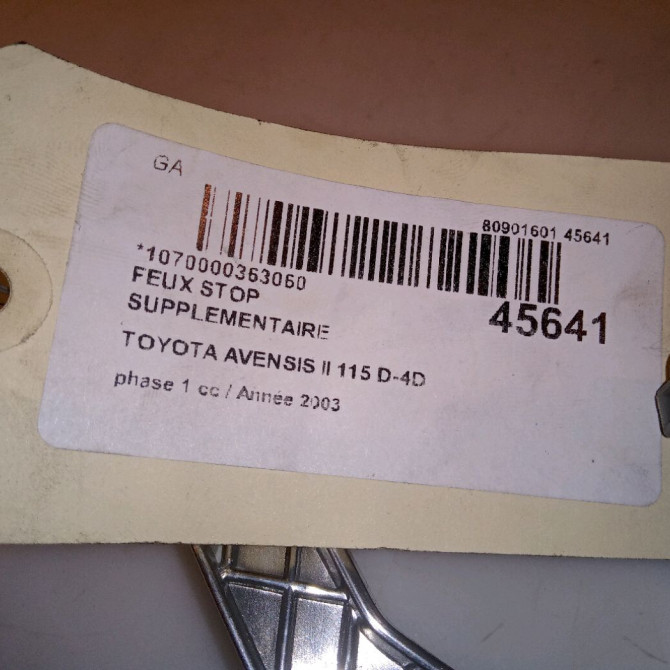 GA
80901601 45641
*1070000363060
45641
FEUX STOP
SUPPLEMENTAIRE
TOYOTA AVENSIS II 115 D-4D
phase 1 cc / Année 2003